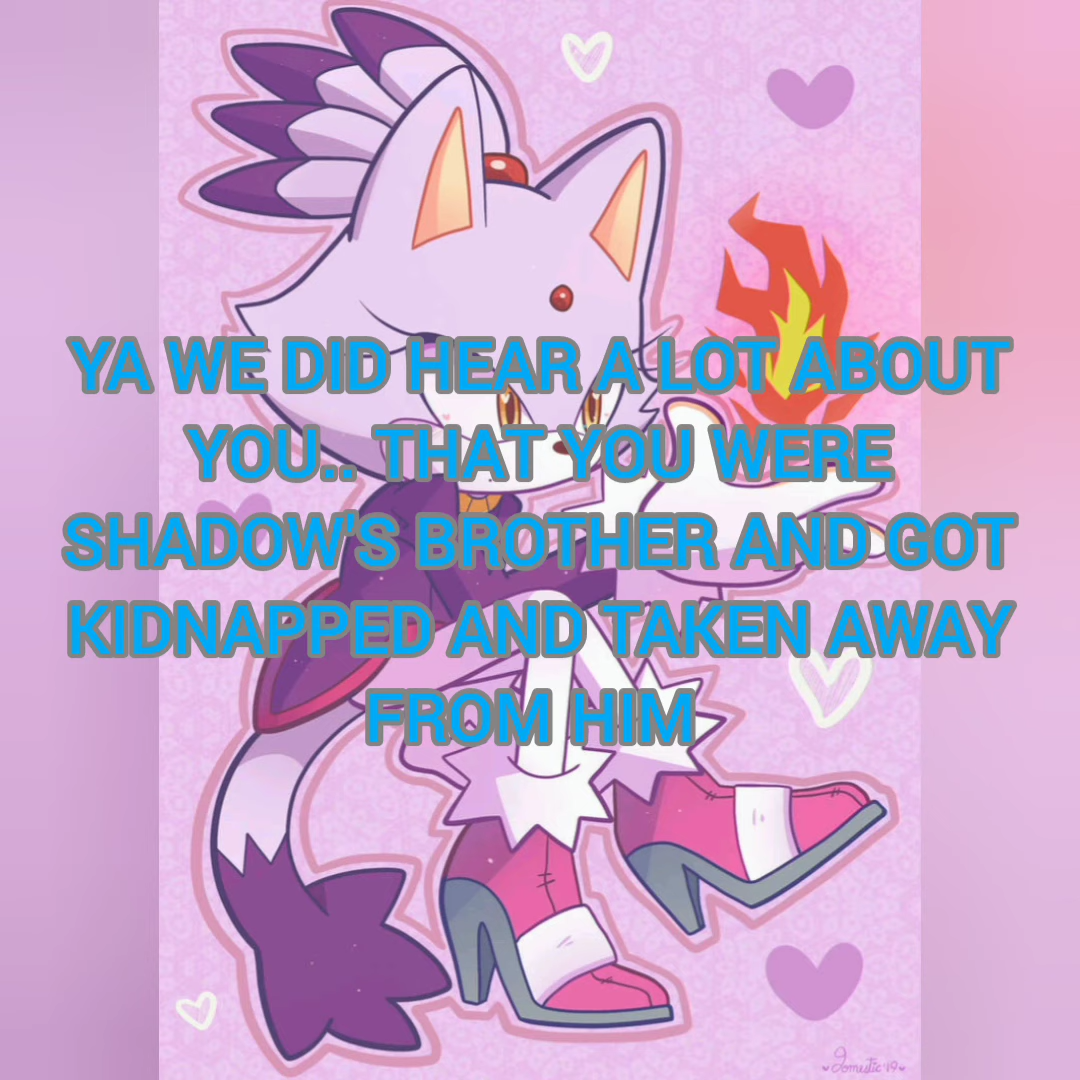 YA WE DID HEAR A LOT ABOUT
YOU.. THAT YOU WERE
SHADOW'S BROTHER AND GOT
KIDNAPPED AND TAKEN AWAY
FROM HIM